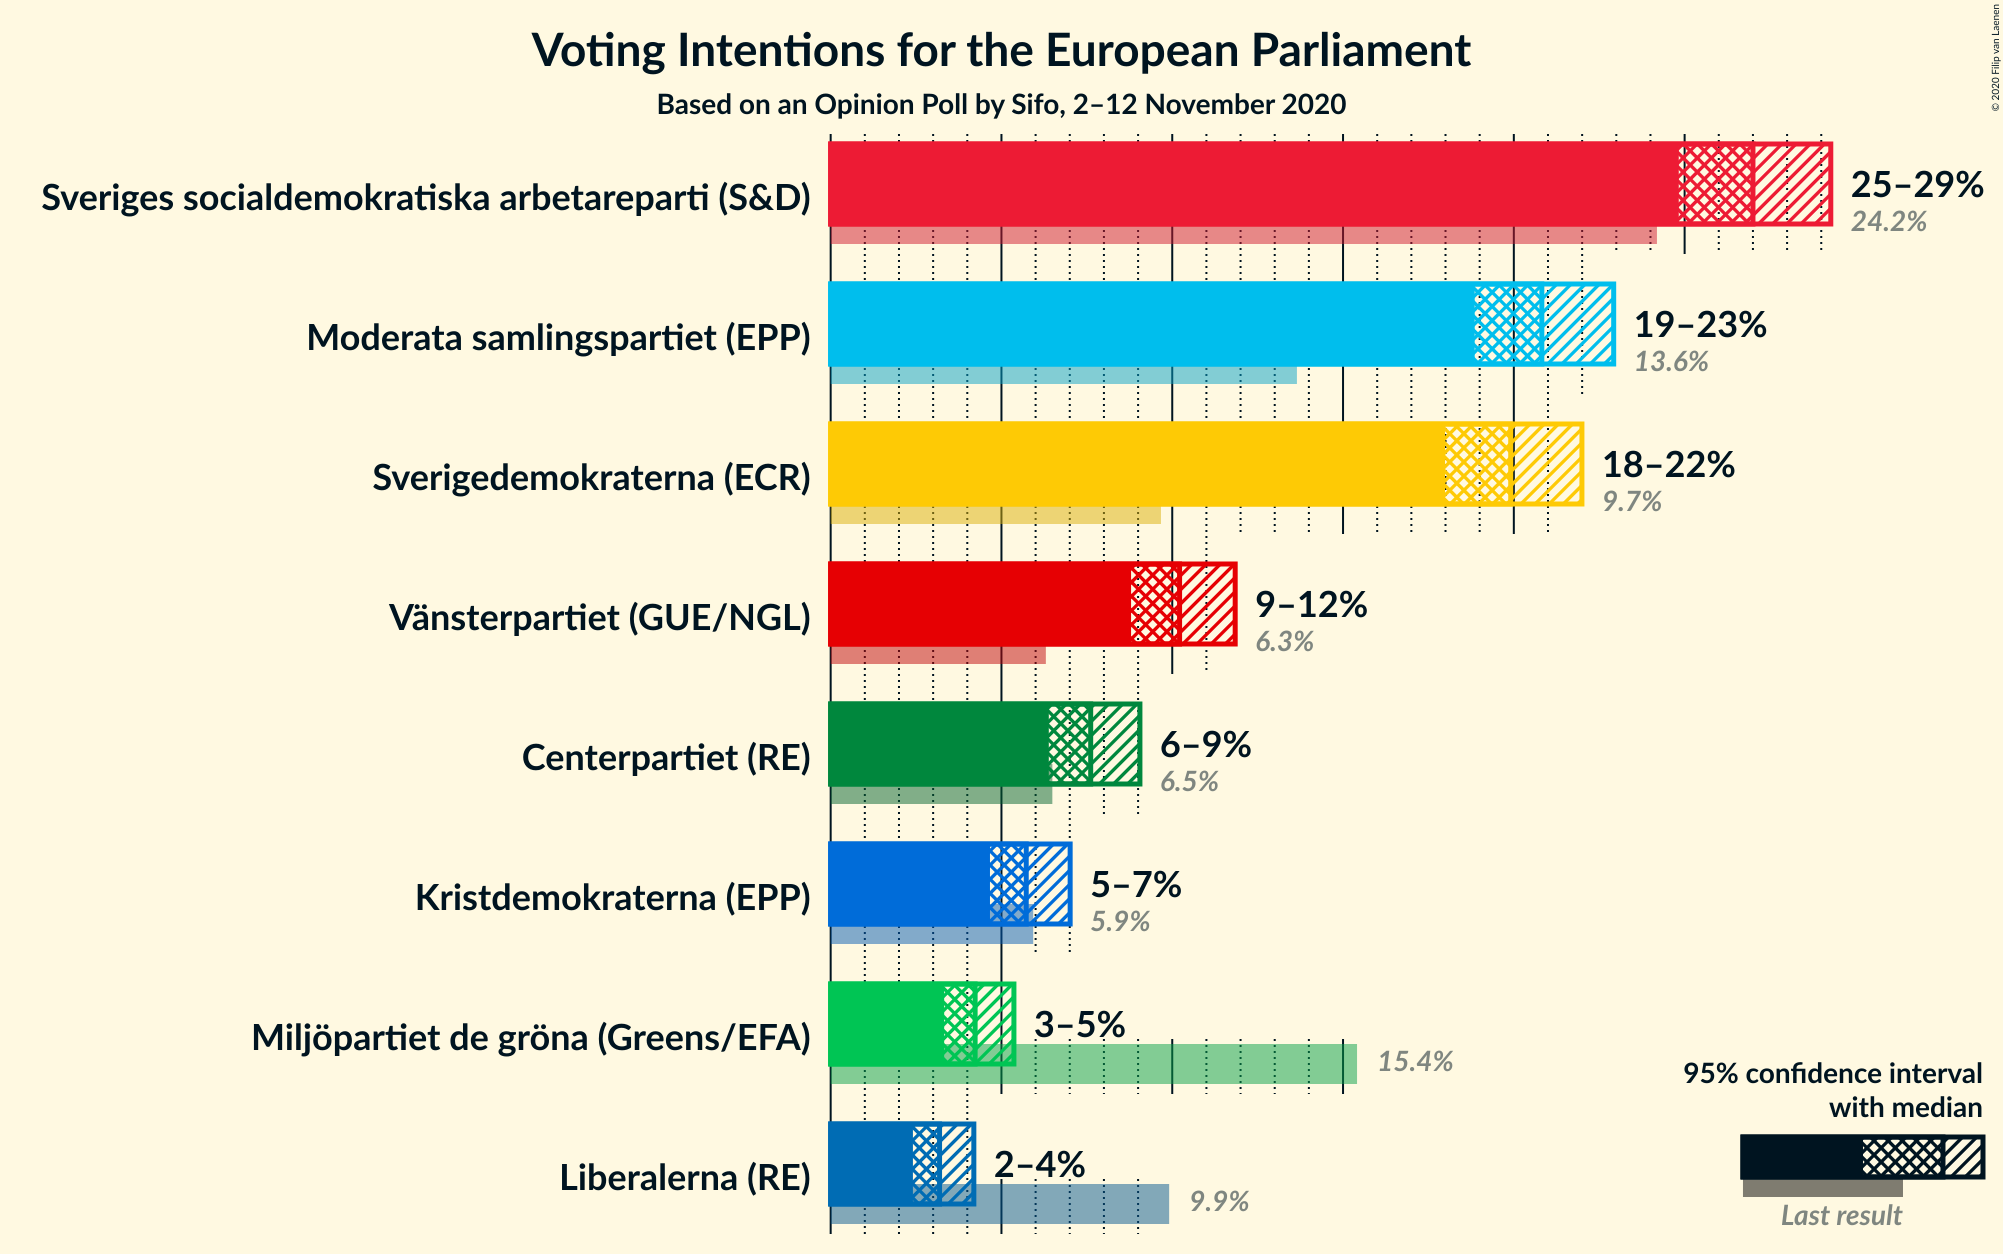 Voting Intentions for the European Parliament
Based on an Opinion Poll by Sifo, 2–12 November 2020
© 2020 Filip van Laenen
Sveriges socialdemokratiska arbetareparti (S&D)
25–29%
24.2%
Moderata samlingspartiet (EPP)
19–23%
13.6%
Sverigedemokraterna (ECR)
18–22%
9.7%
Vänsterpartiet (GUE/NGL)
9–12%
6.3%
Centerpartiet (RE)
6–9%
6.5%
Kristdemokraterna (EPP)
5–7%
5.9%
Miljöpartiet de gröna (Greens/EFA)
3–5%
15.4%
Liberalerna (RE)
2–4%
9.9%
95% confidence interval
with median
Last result